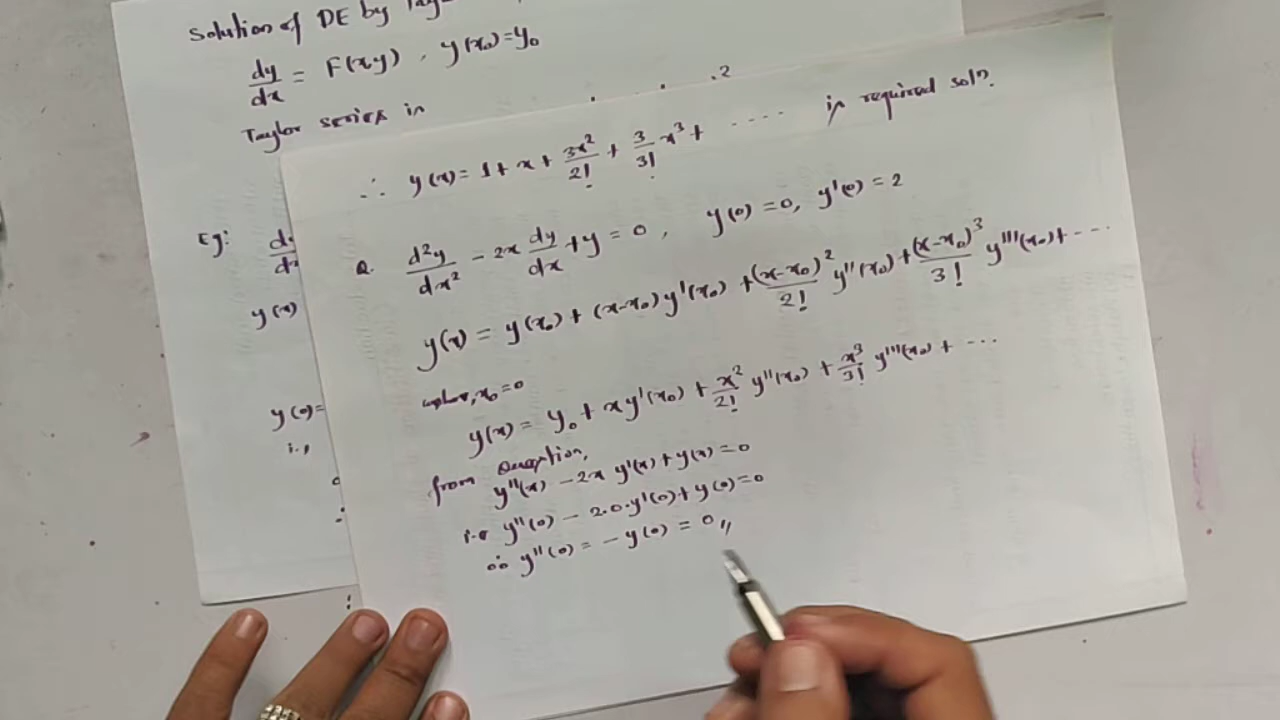 Solution of DE by
dy/dx = F(xy), y(x₀)=y₀
Taylor series in
∴ y(x) = 1 + x + 3x²/2! + 3/3! x³ + ···· is required solⁿ.
Eg:
y(x)
y(0)=
i.,
Q. d²y/dx² - 2x dy/dx + y = 0, y(0) = 0, y'(0) = 2
y(x) = y(x₀) + (x-x₀)y'(x₀) + (x-x₀)²/2! y''(x₀) + (x-x₀)³/3! y'''(x₀) + ---
x₀=0
y(x) = y₀ + xy'(x₀) + x²/2! y''(x₀) + x³/3! y'''(x₀) + ---
from
y''(x) - 2x y'(x) + y(x) = 0
i.e y''(0) - 2.0.y'(0) + y(0) = 0
∴ y''(0) = - y(0) = 0,,